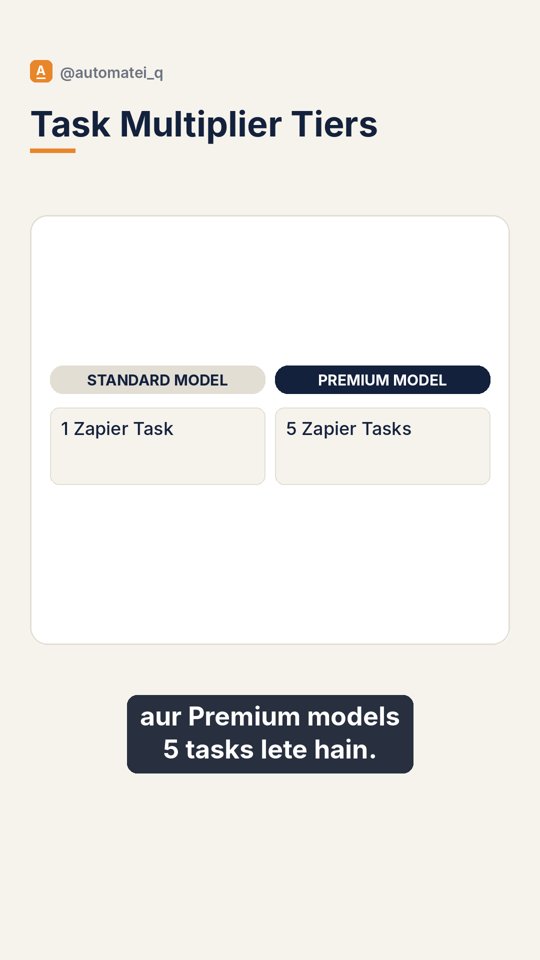 A
@automatei_q
Task Multiplier Tiers
STANDARD MODEL
PREMIUM MODEL
1 Zapier Task
5 Zapier Tasks
aur Premium models
5 tasks lete hain.